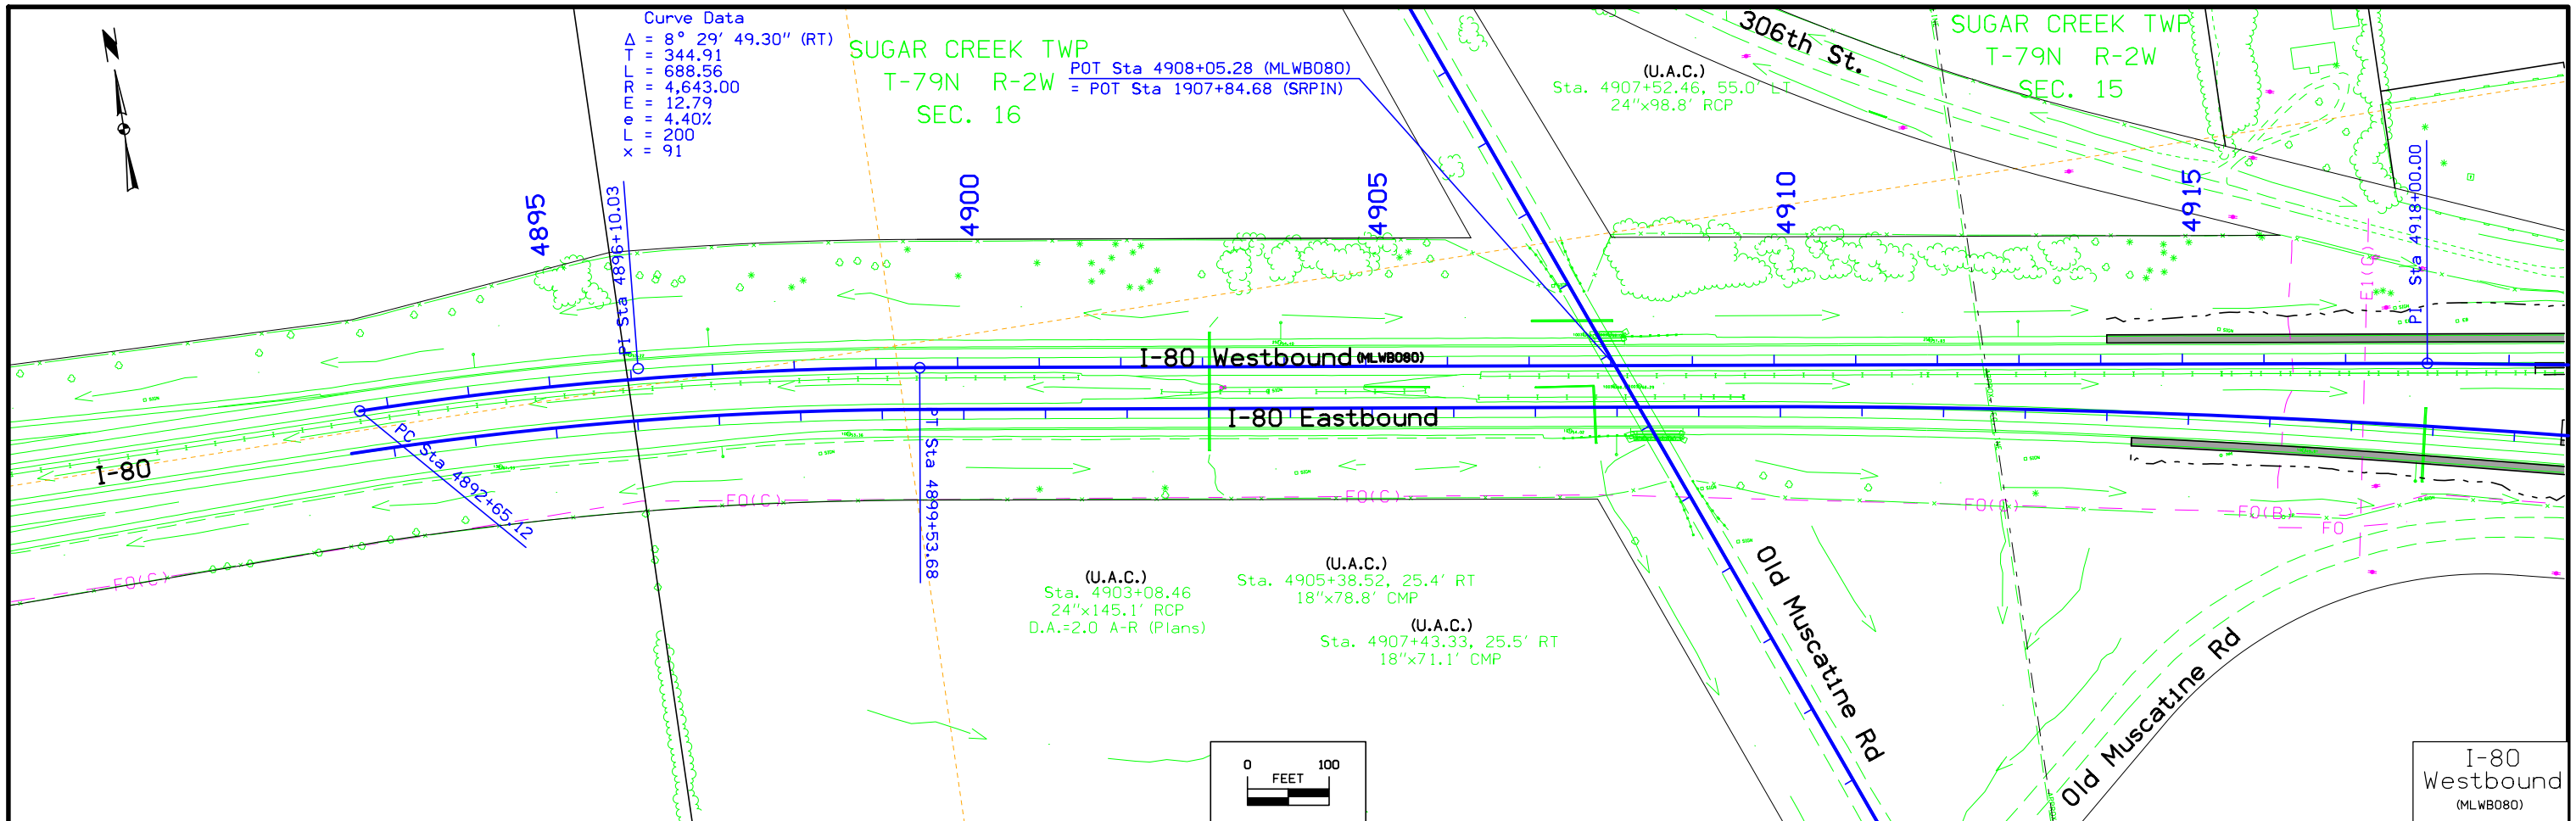 Curve Data
Δ = 8° 29' 49.30" (RT)
T = 344.91
L = 688.56
R = 4,643.00
E = 12.79
e = 4.40%
L = 200
x = 91
SUGAR CREEK TWP
T-79N R-2W
SEC. 16
POT Sta 4908+05.28 (MLWB080)
= POT Sta 1907+84.68 (SRPIN)
(U.A.C.)
Sta. 4907+52.46, 55.0' LT
24"x98.8' RCP
306th St.
SUGAR CREEK TWP
T-79N R-2W
SEC. 15
4895
PI Sta 4896+10.03
4900
4905
4910
4915
PI Sta 4918+00.00
E1(C)
I-80 Westbound (MLWB080)
I-80 Eastbound
I-80
PC Sta 4892+65.12
PT Sta 4899+53.68
FO(C)
FO(C)
FO(C)
FO(C)
FO(B)
FO
(U.A.C.)
Sta. 4903+08.46
24"x145.1' RCP
D.A.=2.0 A-R (Plans)
(U.A.C.)
Sta. 4905+38.52, 25.4' RT
18"x78.8' CMP
(U.A.C.)
Sta. 4907+43.33, 25.5' RT
18"x71.1' CMP
Old Muscatine Rd
Old Muscatine Rd
0 100
FEET
I-80
Westbound
(MLWB080)